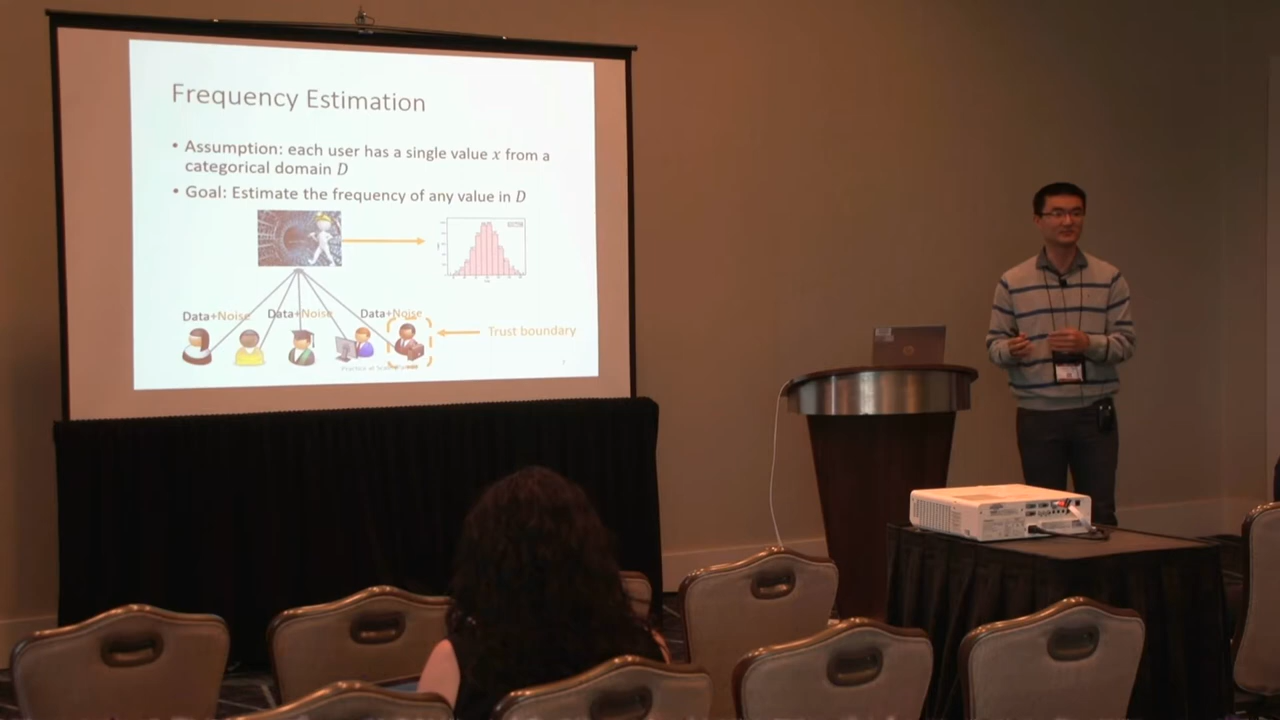 Frequency Estimation
• Assumption: each user has a single value x from a
categorical domain D
• Goal: Estimate the frequency of any value in D
Data+Noise Data+Noise Data+Noise
Trust boundary
7